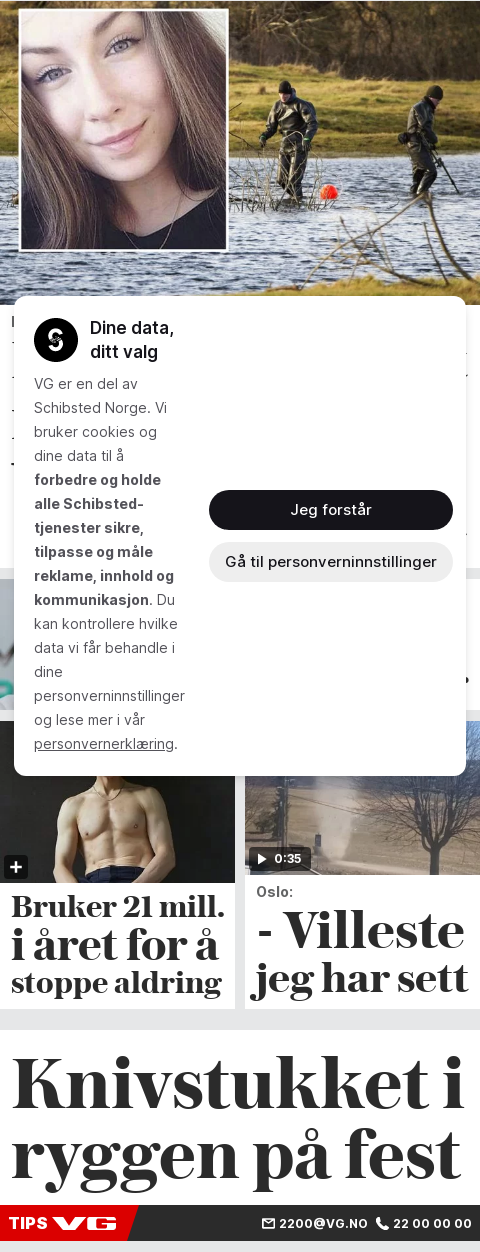 Dine data,
ditt valg
VG er en del av
Schibsted Norge. Vi
bruker cookies og
dine data til å
forbedre og holde
alle Schibsted-
tjenester sikre,
tilpasse og måle
reklame, innhold og
kommunikasjon. Du
kan kontrollere hvilke
data vi får behandle i
dine
personverninnstillinger
og lese mer i vår
personvernerklæring.
Jeg forstår
Gå til personverninnstillinger
0:35
Bruker 21 mill.
i året for å
stoppe aldring
Oslo:
- Villeste
jeg har sett
Knivstukket i
ryggen på fest
TIPS VG 2200@VG.NO 22 00 00 00